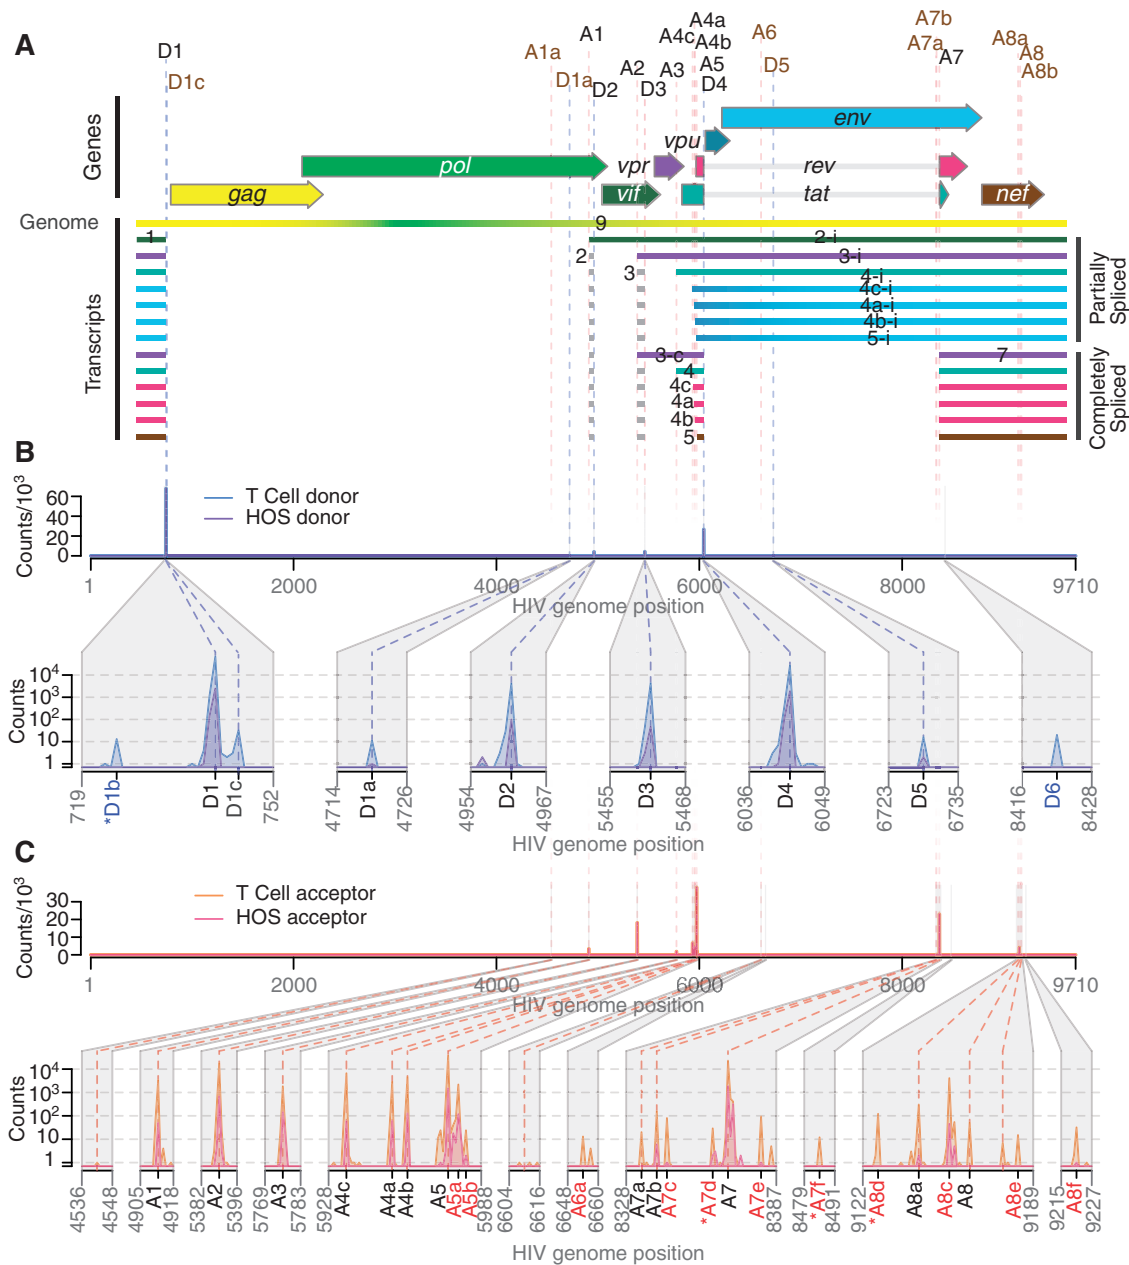 A
D1
D1c
A1a
D1a
A1
D2
A2
D3
A4c
A3
A4a
A4b
A5
D4
A6
D5
A7b
A7a
A7
A8a
A8
A8b
Genes
env
vpu
pol
vpr
rev
gag
vif
tat
nef
Genome
9
Transcripts
1
2-i
2
3-i
3
4-i
4c-i
4a-i
4b-i
5-i
3-c
7
4
4c
4a
4b
5
Partially
Spliced
Completely
Spliced
B
Counts/10³
60
40
20
0
T Cell donor
HOS donor
1
2000
4000
6000
8000
9710
HIV genome position
Counts
10⁴
10³
10²
10
1
719
*D1b
D1
D1c
752
4714
D1a
4726
4954
D2
4967
5455
D3
5468
6036
D4
6049
6723
D5
6735
8416
D6
8428
HIV genome position
C
Counts/10³
30
20
10
0
T Cell acceptor
HOS acceptor
1
2000
4000
6000
8000
9710
HIV genome position
Counts
10⁴
10³
10²
10
1
4536
4548
4905
A1
4918
5382
A2
5396
5769
A3
5783
5928
A4c
A4a
A4b
A5
A5a
A5b
5988
6604
6616
6648
A6a
6660
8328
A7a
A7b
A7c
*A7d
A7
A7e
8387
8479
*A7f
8491
9122
*A8d
A8a
A8c
A8
A8e
9189
9215
A8f
9227
HIV genome position